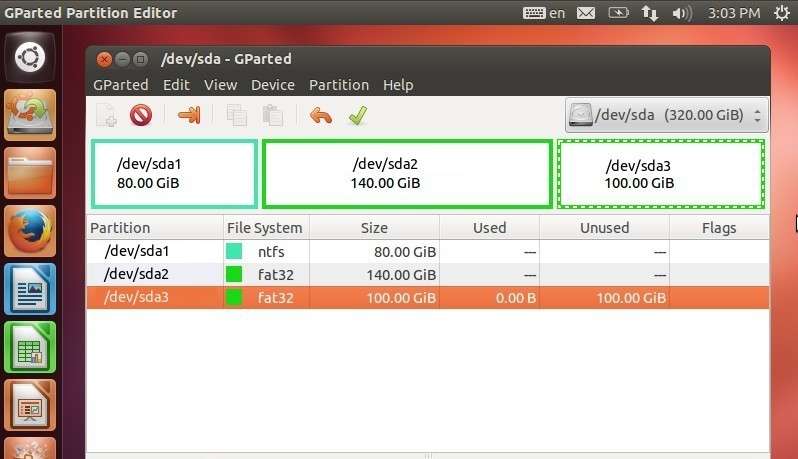 GParted Partition Editor en 3:03 PM
/dev/sda - GParted
GParted Edit View Device Partition Help
/dev/sda (320.00 GiB)
/dev/sda1
80.00 GiB
/dev/sda2
140.00 GiB
/dev/sda3
100.00 GiB
Partition File System Size Used Unused Flags
/dev/sda1 ntfs 80.00 GiB --- ---
/dev/sda2 fat32 140.00 GiB --- ---
/dev/sda3 fat32 100.00 GiB 0.00 B 100.00 GiB